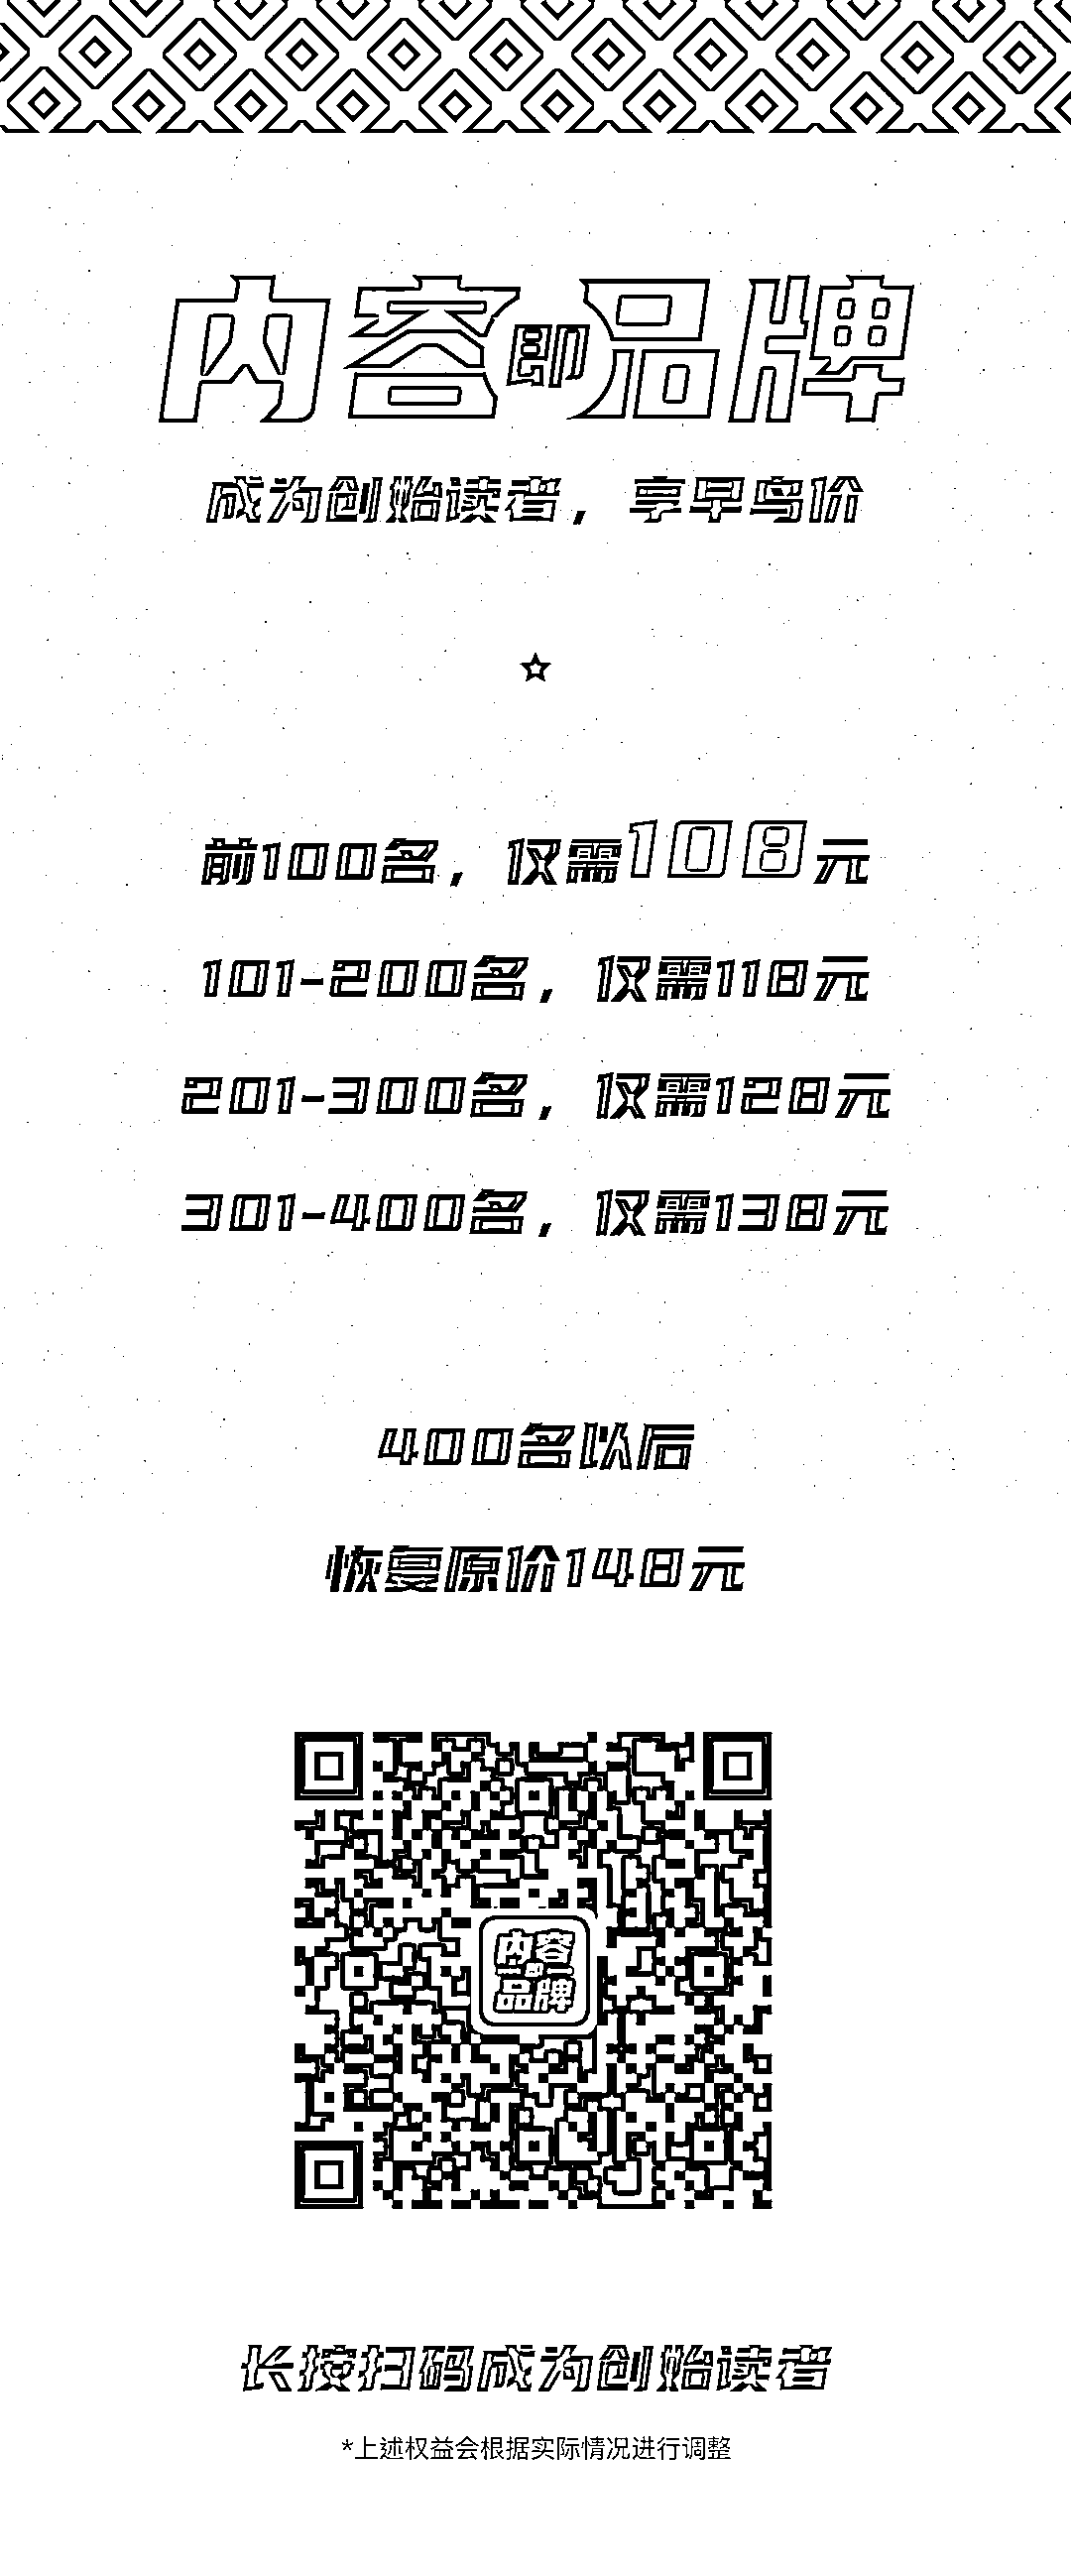 内容即品牌
成为创始读者，享早鸟价
前100名，仅需108元
101-200名，仅需118元
201-300名，仅需128元
301-400名，仅需138元
400名以后
恢复原价148元
内容
即
品牌
长按扫码成为创始读者
*上述权益会根据实际情况进行调整